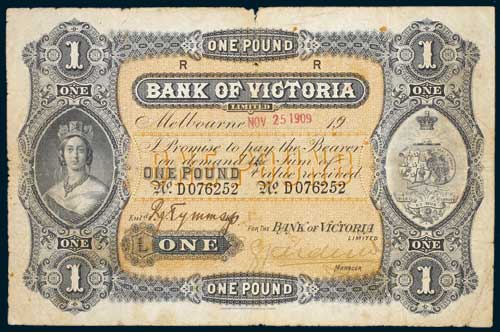 1 ONE POUND 1
ONE ONE
R R
BANK OF VICTORIA
LIMITED
Melbourne NOV 25 1909 19
I Promise to pay the Bearer
on demand the Sum of
ONE POUND Value received
No. D076252 No. D076252
Entd.
FOR THE BANK OF VICTORIA
LIMITED
£ ONE
MANAGER
ONE ONE
1 ONE POUND 1